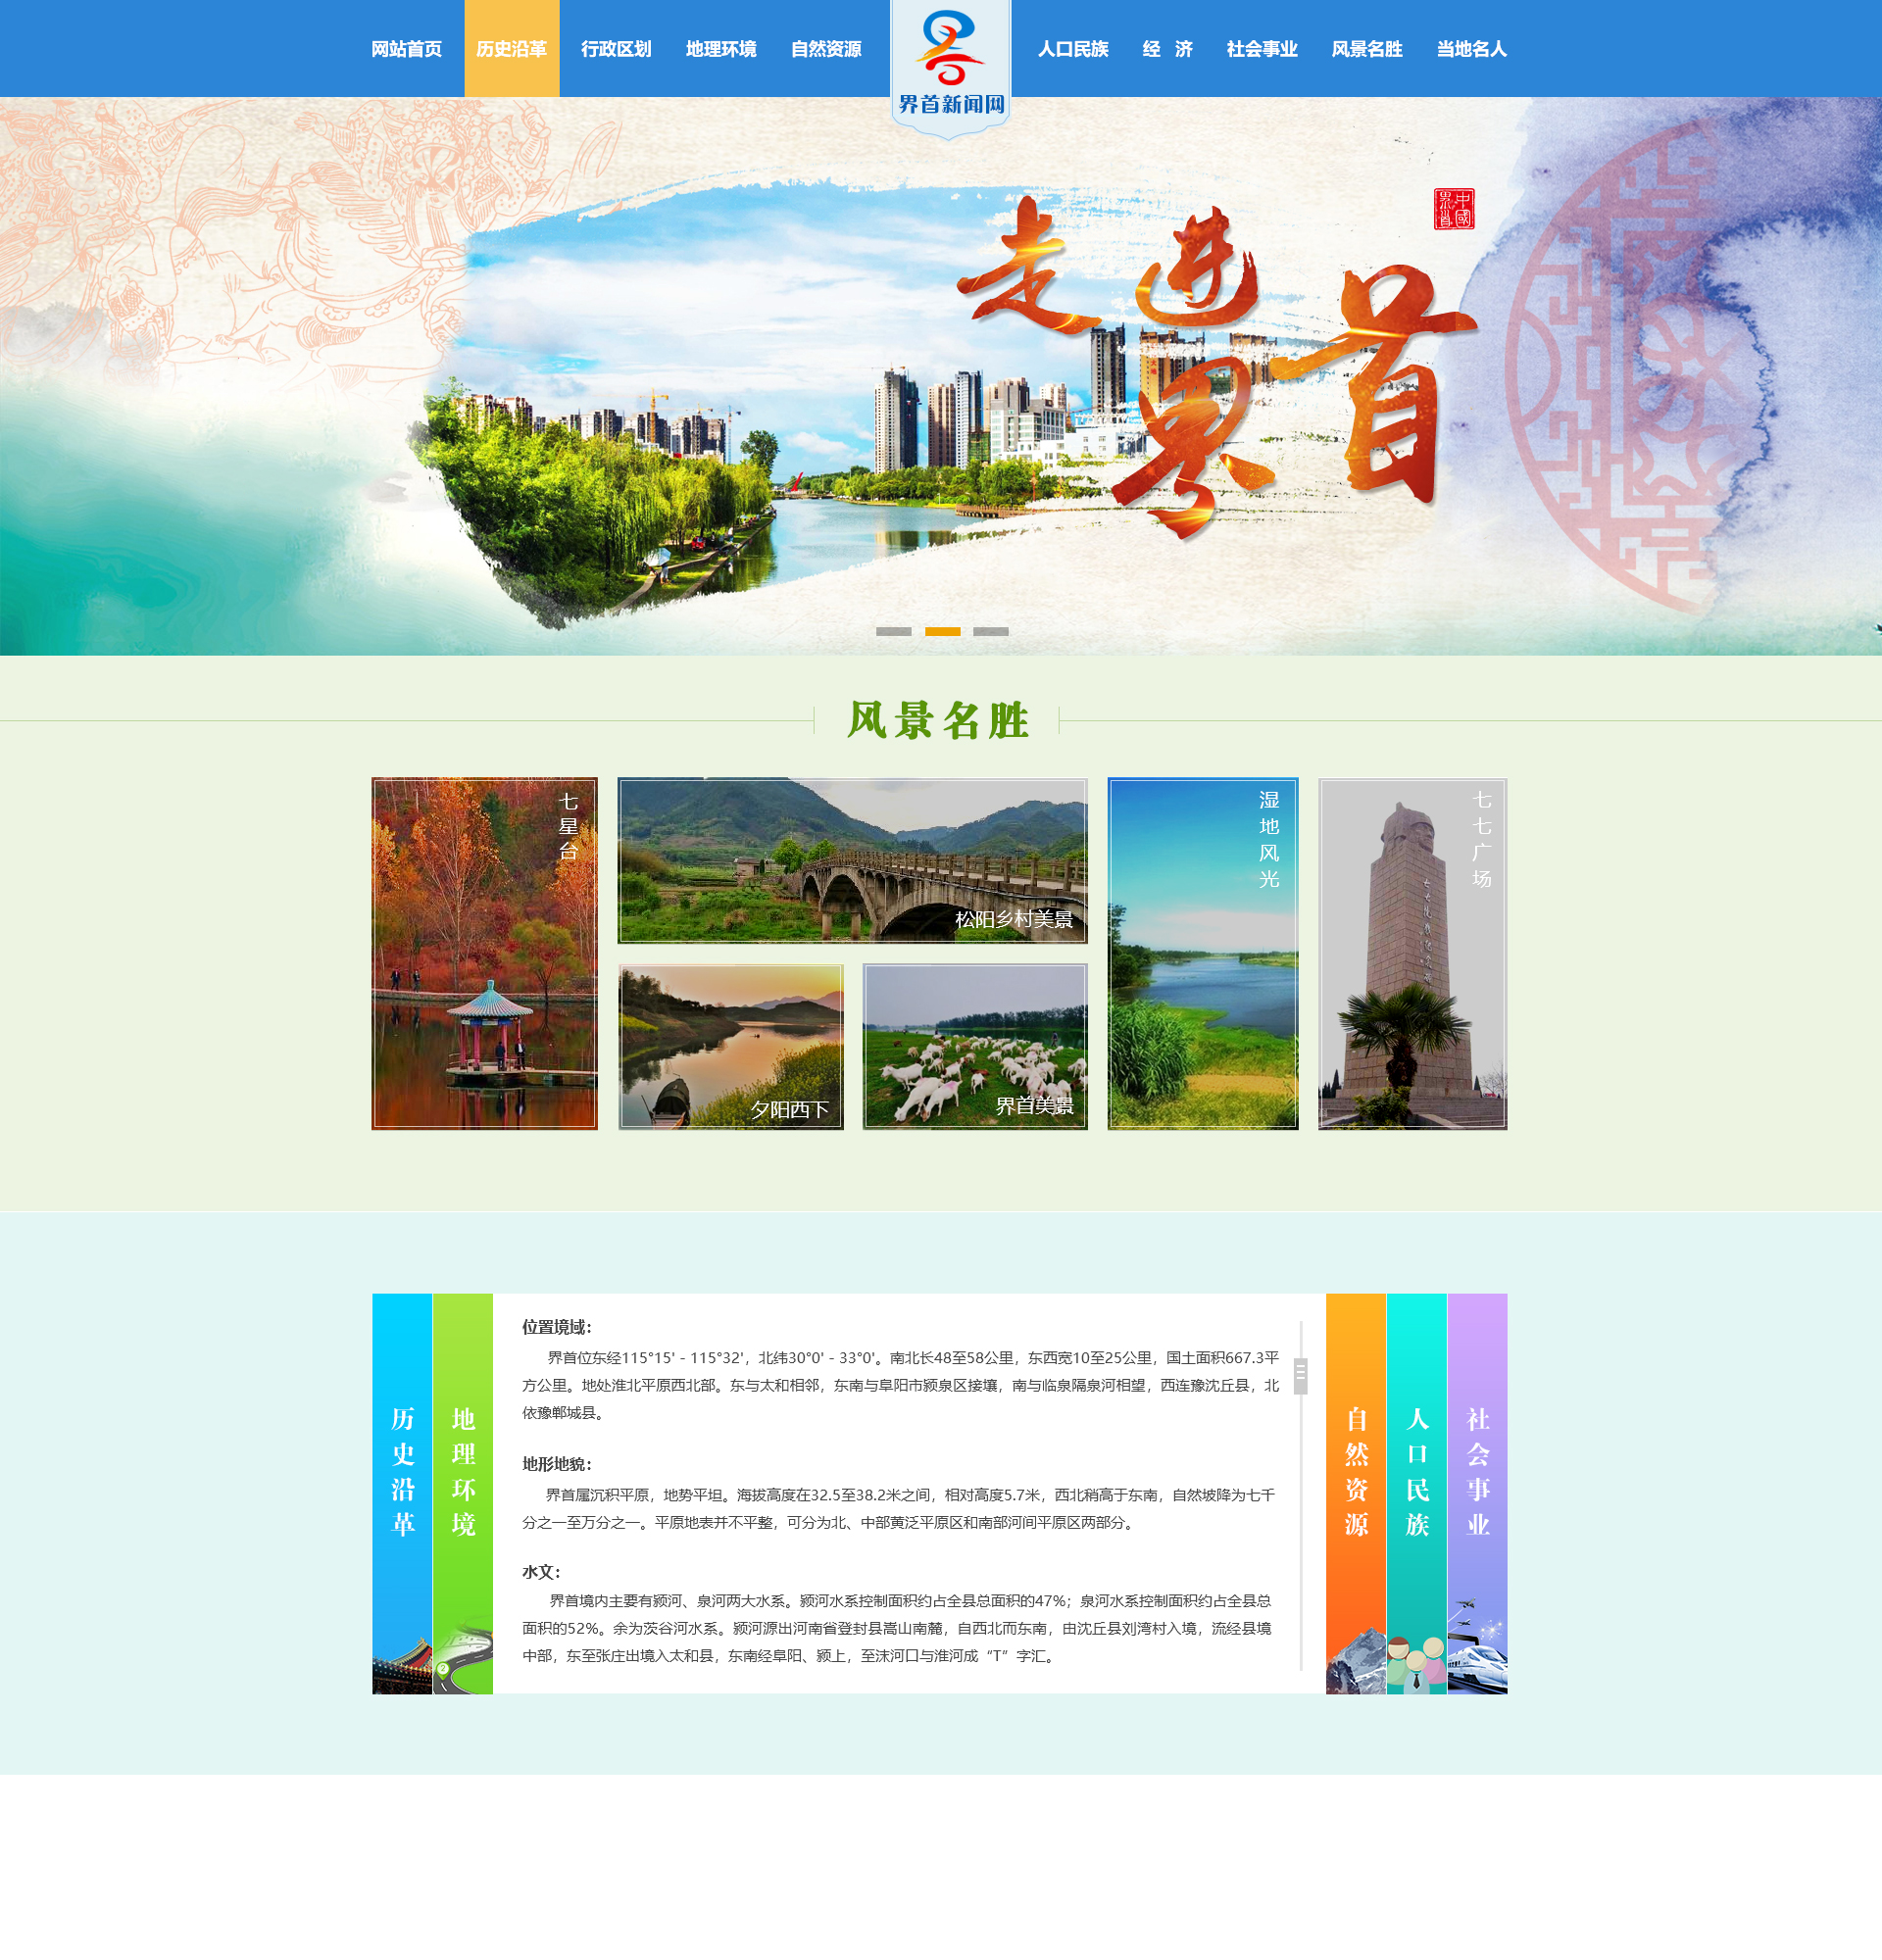 网站首页
历史沿革
行政区划
地理环境
自然资源
界首新闻网
人口民族
经 济
社会事业
风景名胜
当地名人
中國
界首
走进
界首
风景名胜
七星台
松阳乡村美景
夕阳西下
界首美景
湿地风光
七七广场
历史沿革
地理环境
位置境域：
界首位东经115°15' - 115°32'，北纬30°0' - 33°0'。南北长48至58公里，东西宽10至25公里，国土面积667.3平
方公里。地处淮北平原西北部。东与太和相邻，东南与阜阳市颍泉区接壤，南与临泉隔泉河相望，西连豫沈丘县，北
依豫郸城县。
地形地貌：
界首属沉积平原，地势平坦。海拔高度在32.5至38.2米之间，相对高度5.7米，西北稍高于东南，自然坡降为七千
分之一至万分之一。平原地表并不平整，可分为北、中部黄泛平原区和南部河间平原区两部分。
水文：
界首境内主要有颍河、泉河两大水系。颍河水系控制面积约占全县总面积的47%；泉河水系控制面积约占全县总
面积的52%。余为茨谷河水系。颍河源出河南省登封县嵩山南麓，自西北而东南，由沈丘县刘湾村入境，流经县境
中部，东至张庄出境入太和县，东南经阜阳、颍上，至沫河口与淮河成“T”字汇。
自然资源
人口民族
社会事业
2